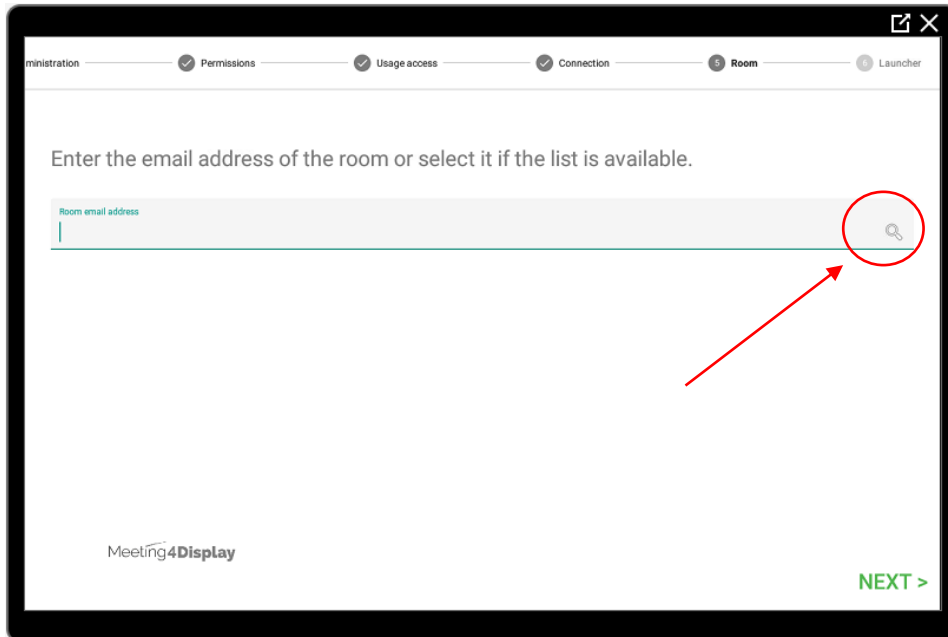 ministration Permissions Usage access Connection 5 Room 6 Launcher
Enter the email address of the room or select it if the list is available.
Room email address
Meeting4Display
NEXT >